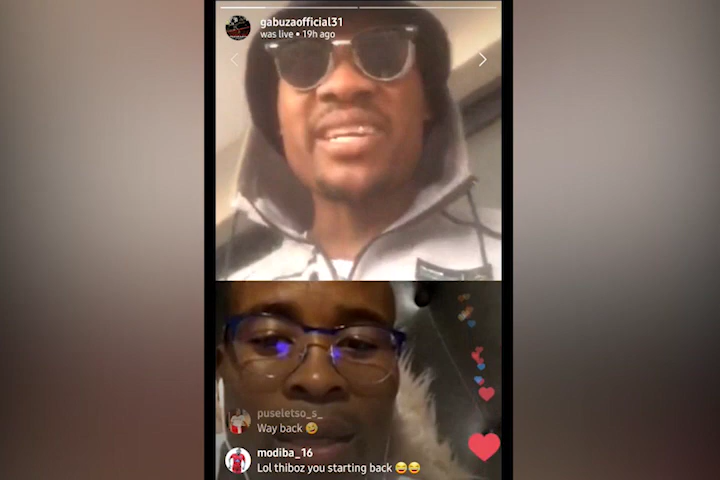 gabuzaofficial31
was live • 19h ago
puseletso_s_
Way back 🤣
modiba_16
Lol thiboz you starting back 😂😂